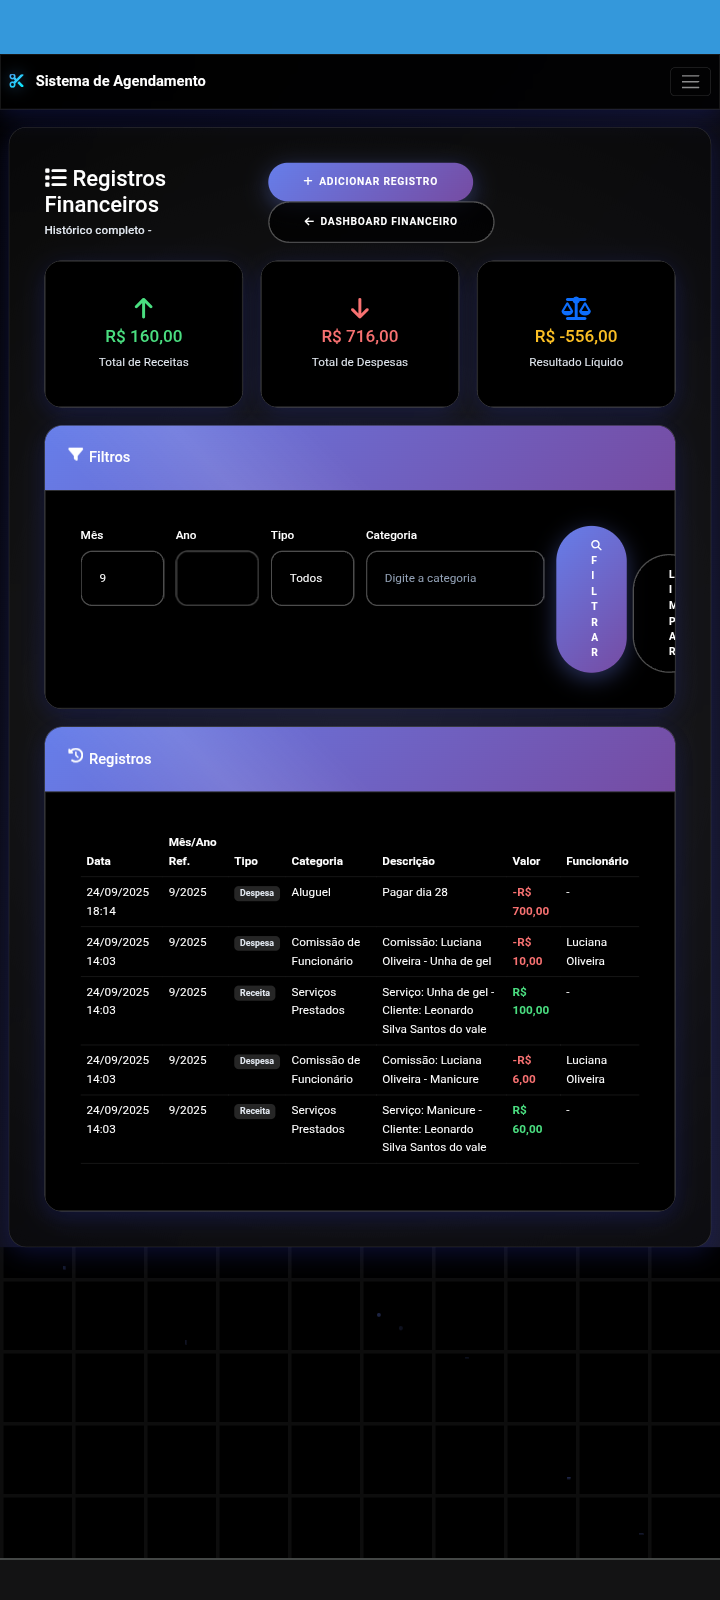 Sistema de Agendamento
Registros
Financeiros
Histórico completo -
ADICIONAR REGISTRO
DASHBOARD FINANCEIRO
R$ 160,00
Total de Receitas
R$ 716,00
Total de Despesas
R$ -556,00
Resultado Líquido
Filtros
Mês
Ano
Tipo
Categoria
9
Todos
Digite a categoria
F
I
L
T
R
A
R
L
I
M
P
A
R
Registros
Data
Mês/Ano
Ref.
Tipo
Categoria
Descrição
Valor
Funcionário
24/09/2025
18:14
9/2025
Despesa
Aluguel
Pagar dia 28
-R$
700,00
-
24/09/2025
14:03
9/2025
Despesa
Comissão de
Funcionário
Comissão: Luciana
Oliveira - Unha de gel
-R$
10,00
Luciana
Oliveira
24/09/2025
14:03
9/2025
Receita
Serviços
Prestados
Serviço: Unha de gel -
Cliente: Leonardo
Silva Santos do vale
R$
100,00
-
24/09/2025
14:03
9/2025
Despesa
Comissão de
Funcionário
Comissão: Luciana
Oliveira - Manicure
-R$
6,00
Luciana
Oliveira
24/09/2025
14:03
9/2025
Receita
Serviços
Prestados
Serviço: Manicure -
Cliente: Leonardo
Silva Santos do vale
R$
60,00
-